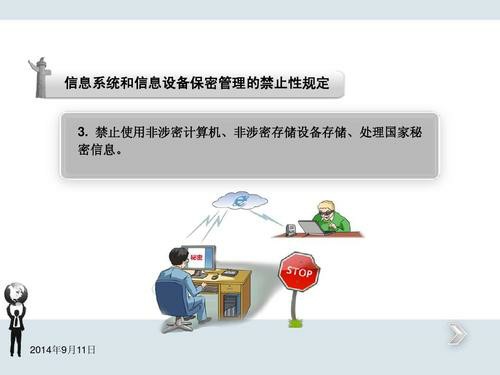 信息系统和信息设备保密管理的禁止性规定
3. 禁止使用非涉密计算机、非涉密存储设备存储、处理国家秘
密信息。
秘密
STOP
2014年9月11日